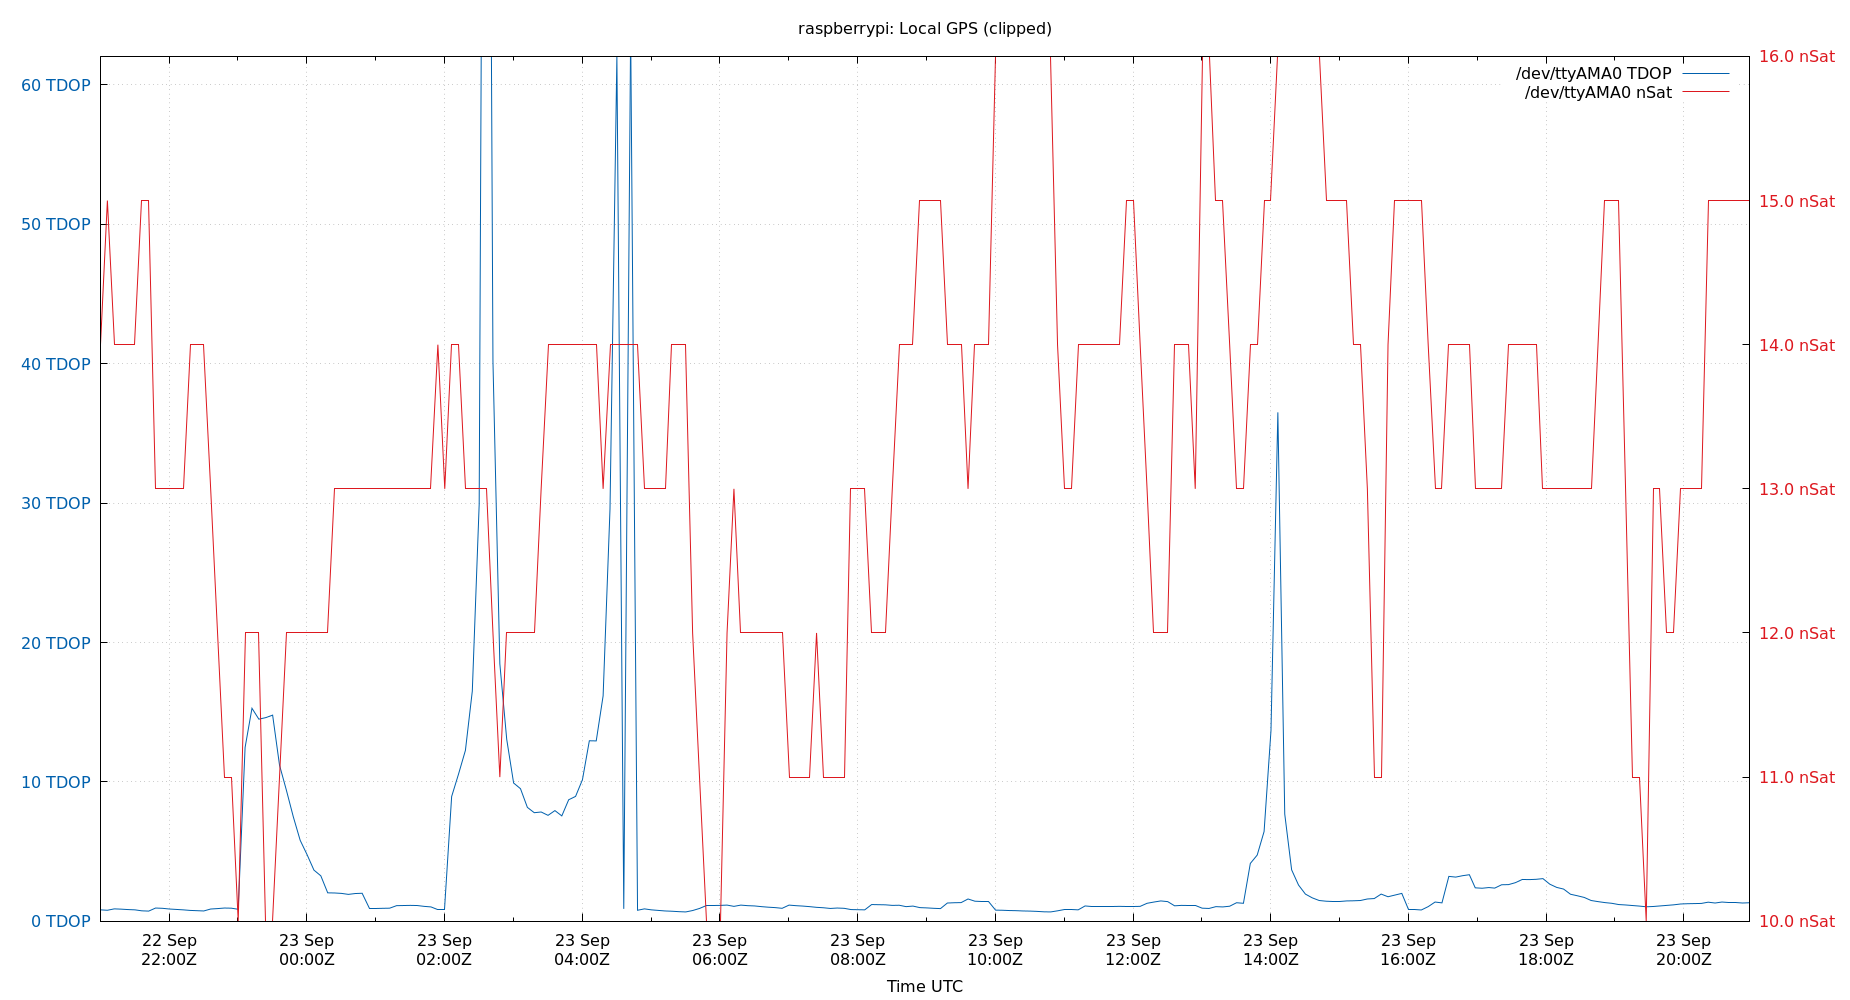 raspberrypi: Local GPS (clipped)
/dev/ttyAMA0 TDOP
/dev/ttyAMA0 nSat
60 TDOP
50 TDOP
40 TDOP
30 TDOP
20 TDOP
10 TDOP
0 TDOP
16.0 nSat
15.0 nSat
14.0 nSat
13.0 nSat
12.0 nSat
11.0 nSat
10.0 nSat
22 Sep
22:00Z
23 Sep
00:00Z
23 Sep
02:00Z
23 Sep
04:00Z
23 Sep
06:00Z
23 Sep
08:00Z
23 Sep
10:00Z
23 Sep
12:00Z
23 Sep
14:00Z
23 Sep
16:00Z
23 Sep
18:00Z
23 Sep
20:00Z
Time UTC